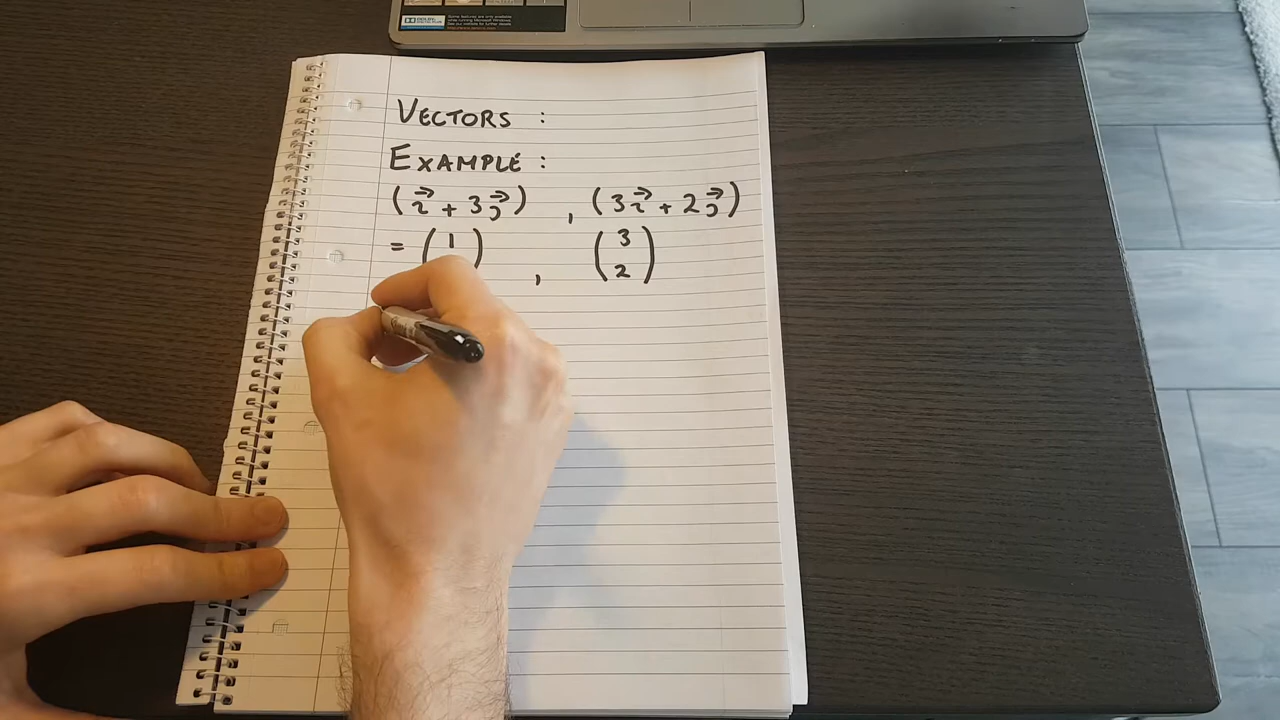 VECTORS :
EXAMPLE :
(i⃗ + 3j⃗) , (3i⃗ + 2j⃗)
= (1 ) , (3 2)